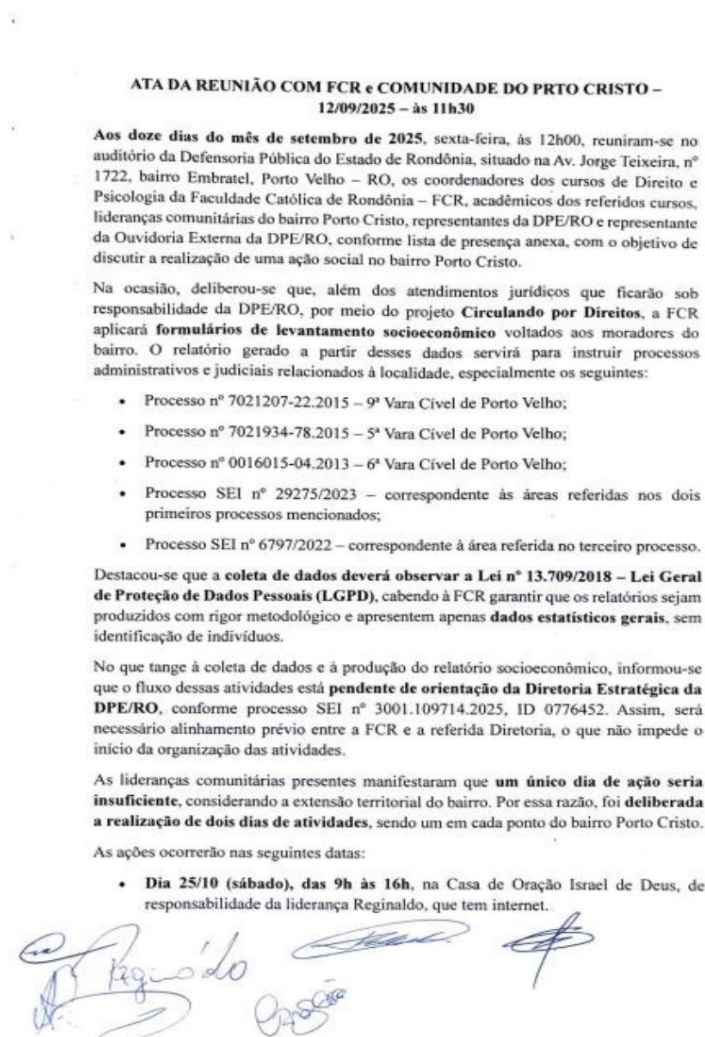 ATA DA REUNIÃO COM FCR e COMUNIDADE DO PRTO CRISTO –
12/09/2025 – às 11h30
Aos doze dias do mês de setembro de 2025, sexta-feira, às 12h00, reuniram-se no
auditório da Defensoria Pública do Estado de Rondônia, situado na Av. Jorge Teixeira, nº
1722, bairro Embratel, Porto Velho – RO, os coordenadores dos cursos de Direito e
Psicologia da Faculdade Católica de Rondônia – FCR, acadêmicos dos referidos cursos,
lideranças comunitárias do bairro Porto Cristo, representantes da DPE/RO e representante
da Ouvidoria Externa da DPE/RO, conforme lista de presença anexa, com o objetivo de
discutir a realização de uma ação social no bairro Porto Cristo.
Na ocasião, deliberou-se que, além dos atendimentos jurídicos que ficarão sob
responsabilidade da DPE/RO, por meio do projeto Circulando por Direitos, a FCR
aplicará formulários de levantamento socioeconômico voltados aos moradores do
bairro. O relatório gerado a partir desses dados servirá para instruir processos
administrativos e judiciais relacionados à localidade, especialmente os seguintes:
• Processo nº 7021207-22.2015 – 9ª Vara Cível de Porto Velho;
• Processo nº 7021934-78.2015 – 5ª Vara Cível de Porto Velho;
• Processo nº 0016015-04.2013 – 6ª Vara Cível de Porto Velho;
• Processo SEI nº 29275/2023 – correspondente às áreas referidas nos dois
primeiros processos mencionados;
• Processo SEI nº 6797/2022 – correspondente à área referida no terceiro processo.
Destacou-se que a coleta de dados deverá observar a Lei nº 13.709/2018 – Lei Geral
de Proteção de Dados Pessoais (LGPD), cabendo à FCR garantir que os relatórios sejam
produzidos com rigor metodológico e apresentem apenas dados estatísticos gerais, sem
identificação de indivíduos.
No que tange à coleta de dados e à produção do relatório socioeconômico, informou-se
que o fluxo dessas atividades está pendente de orientação da Diretoria Estratégica da
DPE/RO, conforme processo SEI nº 3001.109714.2025, ID 0776452. Assim, será
necessário alinhamento prévio entre a FCR e a referida Diretoria, o que não impede o
início da organização das atividades.
As lideranças comunitárias presentes manifestaram que um único dia de ação seria
insuficiente, considerando a extensão territorial do bairro. Por essa razão, foi deliberada
a realização de dois dias de atividades, sendo um em cada ponto do bairro Porto Cristo.
As ações ocorrerão nas seguintes datas:
• Dia 25/10 (sábado), das 9h às 16h, na Casa de Oração Israel de Deus, de
responsabilidade da liderança Reginaldo, que tem internet.